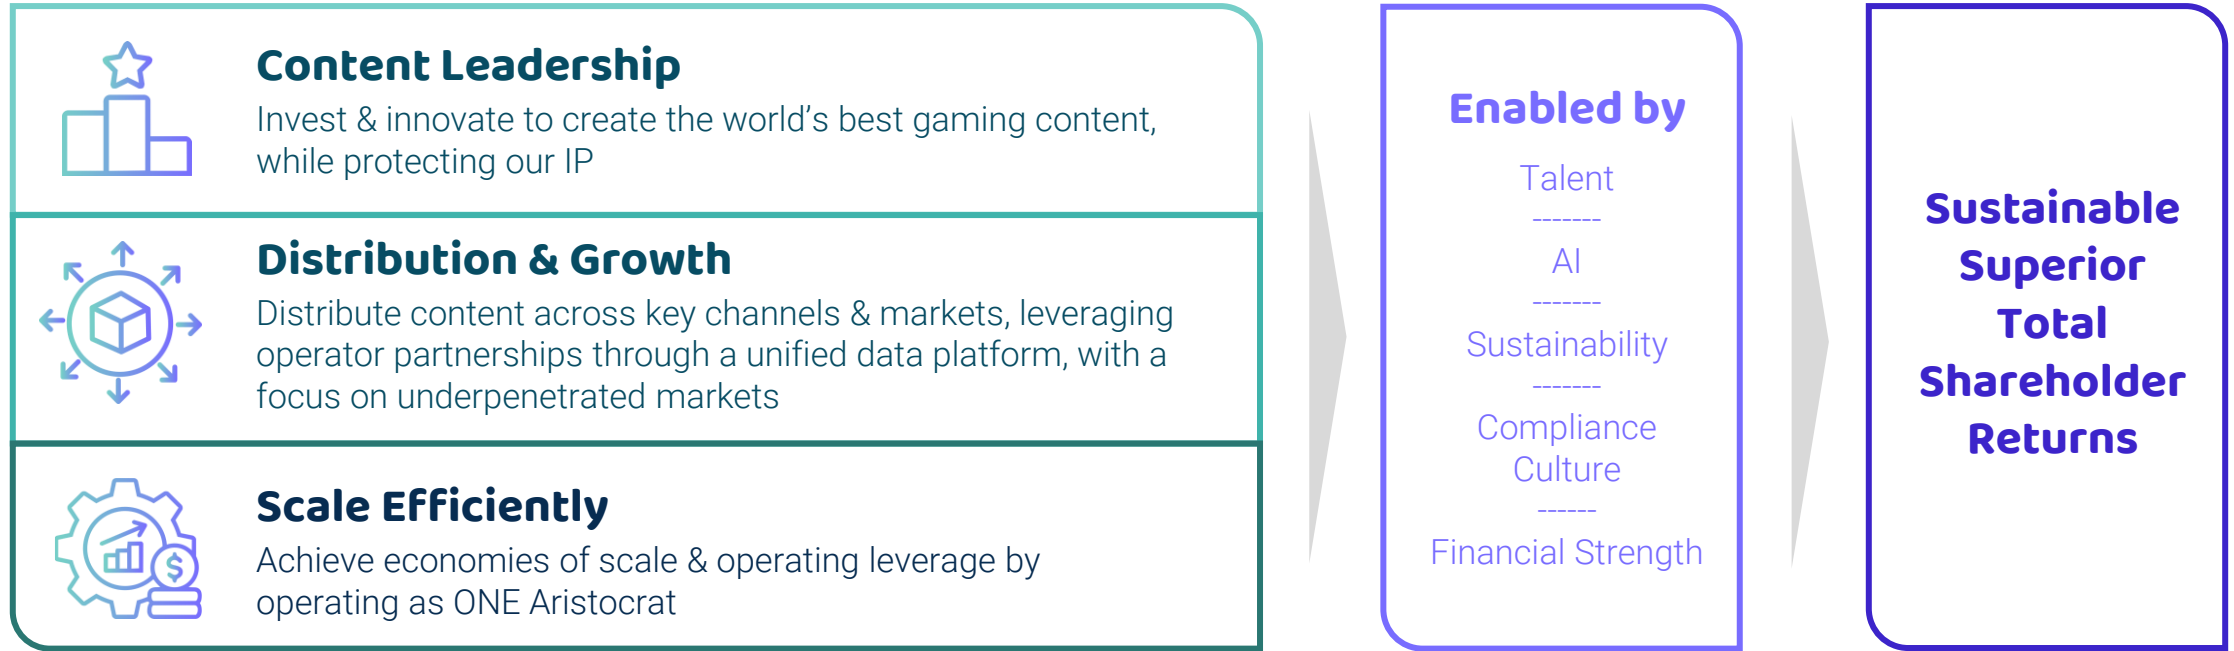 Content Leadership
Invest & innovate to create the world’s best gaming content,
while protecting our IP
Distribution & Growth
Distribute content across key channels & markets, leveraging
operator partnerships through a unified data platform, with a
focus on underpenetrated markets
Scale Efficiently
Achieve economies of scale & operating leverage by
operating as ONE Aristocrat
$
Enabled by
Talent
-------
AI
-------
Sustainability
-------
Compliance
Culture
------
Financial Strength
Sustainable
Superior
Total
Shareholder
Returns